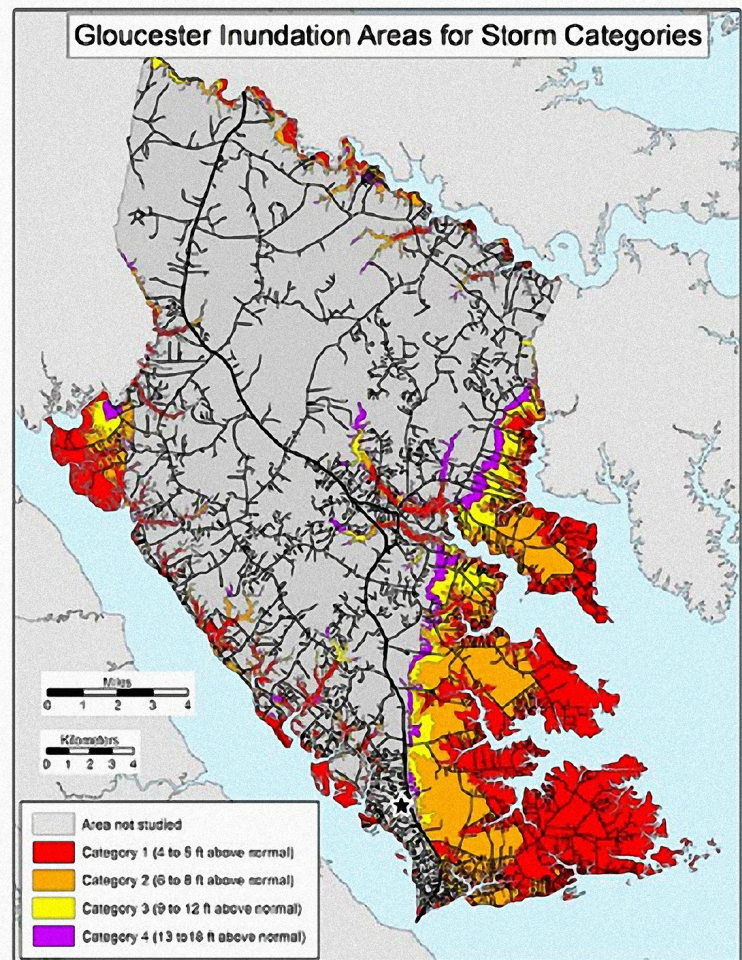 Gloucester Inundation Areas for Storm Categories
Miles
0 1 2 3 4
Kilometers
0 1 2 3 4
Area not studied
Category 1 (4 to 5 ft above normal)
Category 2 (6 to 8 ft above normal)
Category 3 (9 to 12 ft above normal)
Category 4 (13 to18 ft above normal)